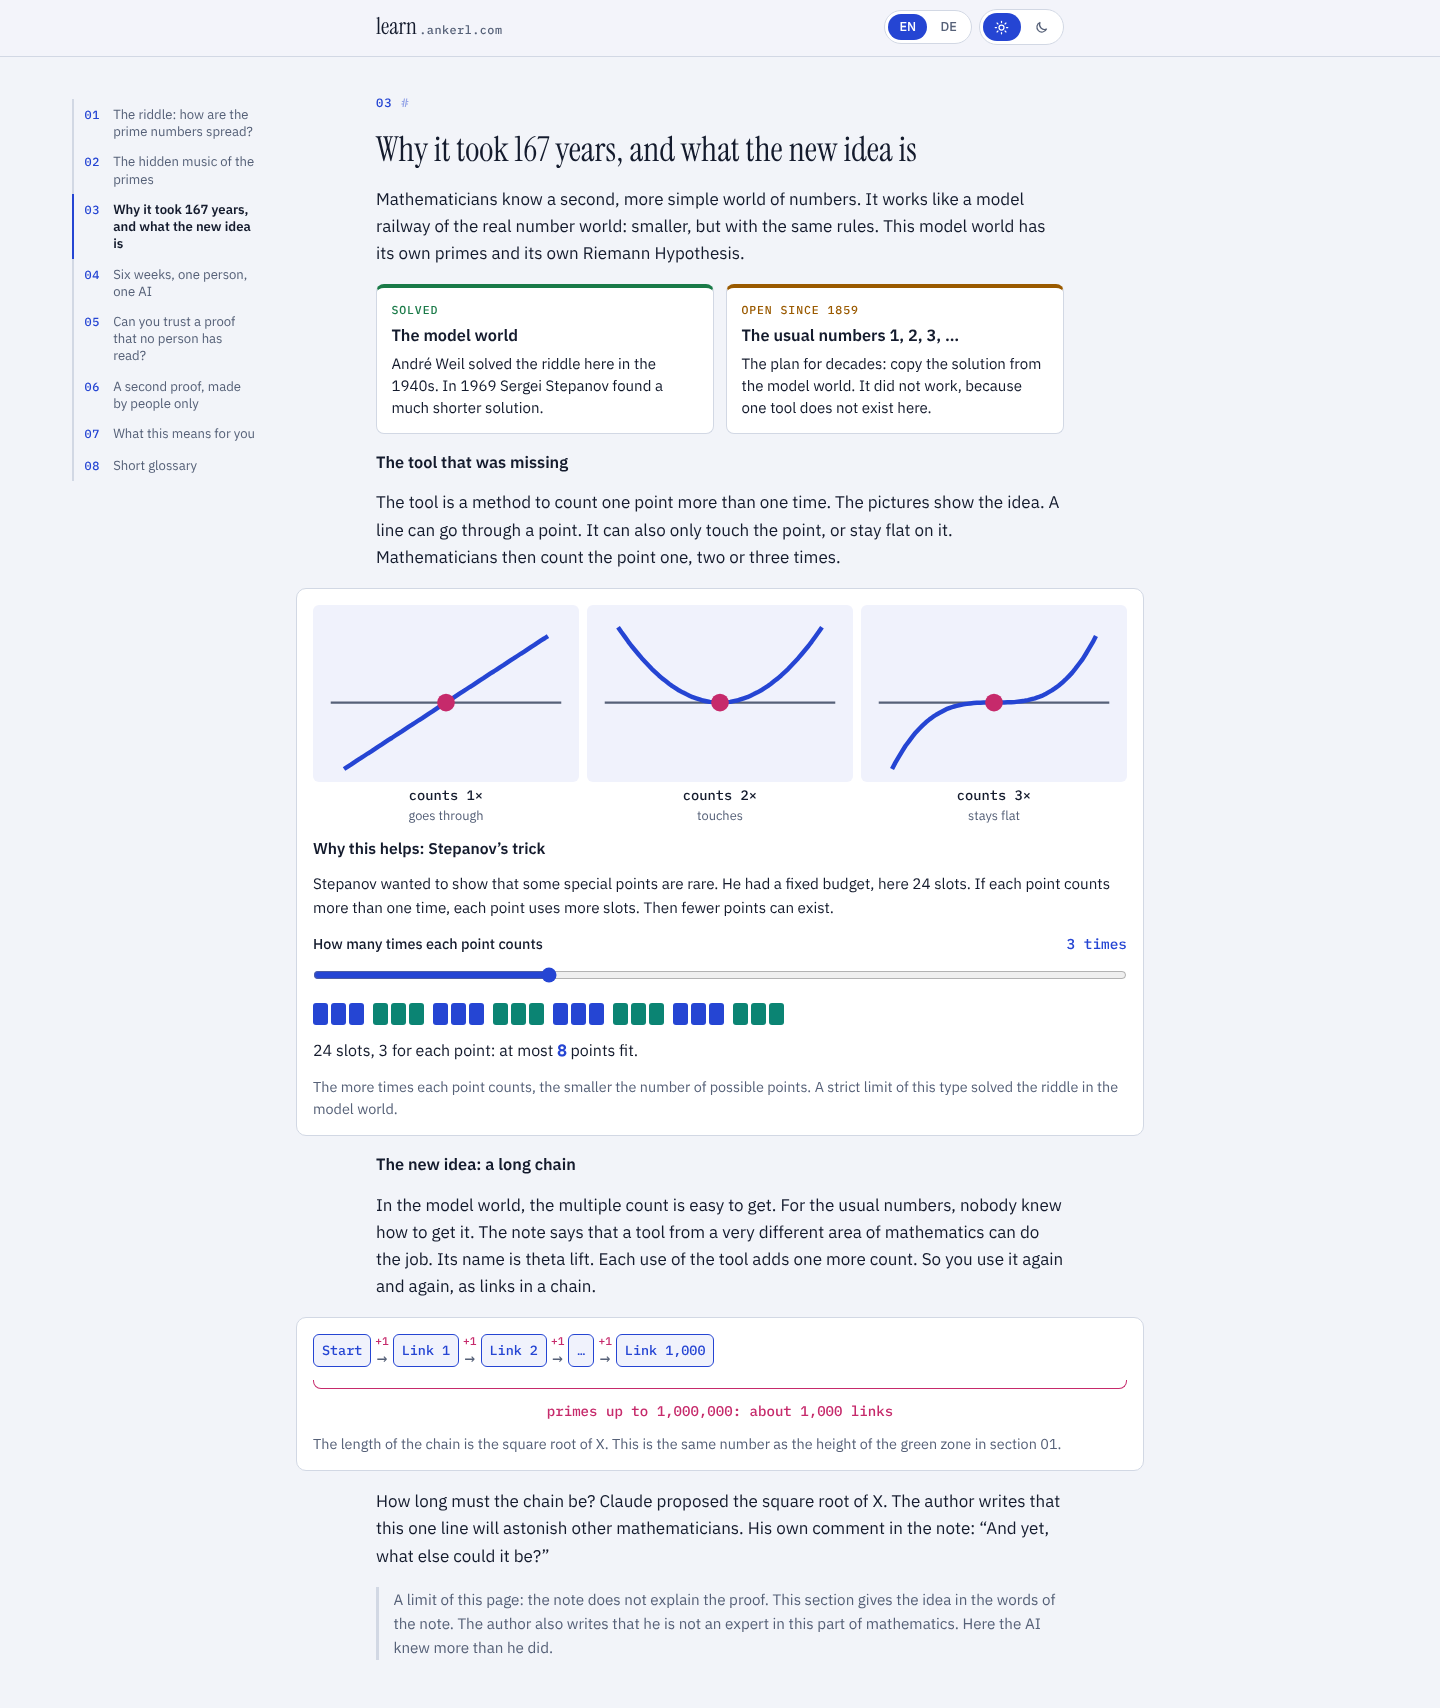 learn.ankerl.com
EN DE
01 The riddle: how are the
prime numbers spread?
02 The hidden music of the
primes
03 Why it took 167 years,
and what the new idea
is
04 Six weeks, one person,
one AI
05 Can you trust a proof
that no person has
read?
06 A second proof, made
by people only
07 What this means for you
08 Short glossary
03 #
Why it took 167 years, and what the new idea is
Mathematicians know a second, more simple world of numbers. It works like a model
railway of the real number world: smaller, but with the same rules. This model world has
its own primes and its own Riemann Hypothesis.
SOLVED
The model world
André Weil solved the riddle here in the
1940s. In 1969 Sergei Stepanov found a
much shorter solution.
OPEN SINCE 1859
The usual numbers 1, 2, 3, …
The plan for decades: copy the solution from
the model world. It did not work, because
one tool does not exist here.
The tool that was missing
The tool is a method to count one point more than one time. The pictures show the idea. A
line can go through a point. It can also only touch the point, or stay flat on it.
Mathematicians then count the point one, two or three times.
counts 1×
goes through
counts 2×
touches
counts 3×
stays flat
Why this helps: Stepanov’s trick
Stepanov wanted to show that some special points are rare. He had a fixed budget, here 24 slots. If each point counts
more than one time, each point uses more slots. Then fewer points can exist.
How many times each point counts 3 times
24 slots, 3 for each point: at most 8 points fit.
The more times each point counts, the smaller the number of possible points. A strict limit of this type solved the riddle in the
model world.
The new idea: a long chain
In the model world, the multiple count is easy to get. For the usual numbers, nobody knew
how to get it. The note says that a tool from a very different area of mathematics can do
the job. Its name is theta lift. Each use of the tool adds one more count. So you use it again
and again, as links in a chain.
Start +1 → Link 1 +1 → Link 2 +1 → … +1 → Link 1,000
primes up to 1,000,000: about 1,000 links
The length of the chain is the square root of X. This is the same number as the height of the green zone in section 01.
How long must the chain be? Claude proposed the square root of X. The author writes that
this one line will astonish other mathematicians. His own comment in the note: “And yet,
what else could it be?”
A limit of this page: the note does not explain the proof. This section gives the idea in the words of
the note. The author also writes that he is not an expert in this part of mathematics. Here the AI
knew more than he did.